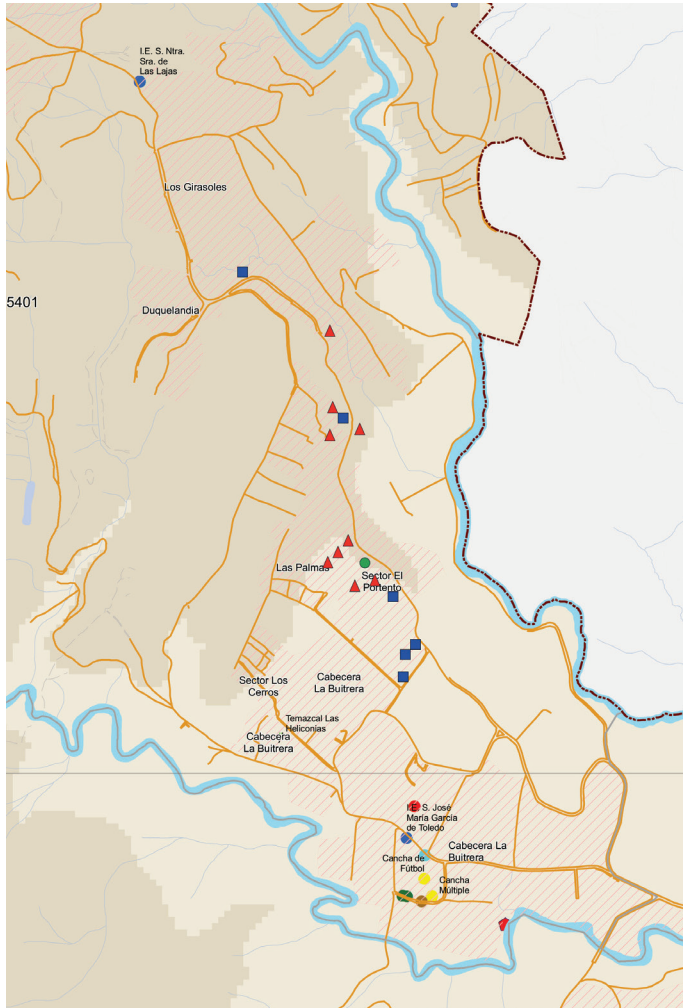 I.E. S. Ntra.
Sra. de
Las Lajas
Los Girasoles
5401
Duquelandia
Las Palmas
Sector El
Portento
Sector Los
Cerros
Cabecera
La Buitrera
Temazcal Las
Heliconias
Cabecera
La Buitrera
I.E. S. José
María García
de Toledo
Cabecera La
Buitrera
Cancha de
Fútbol
Cancha
Múltiple